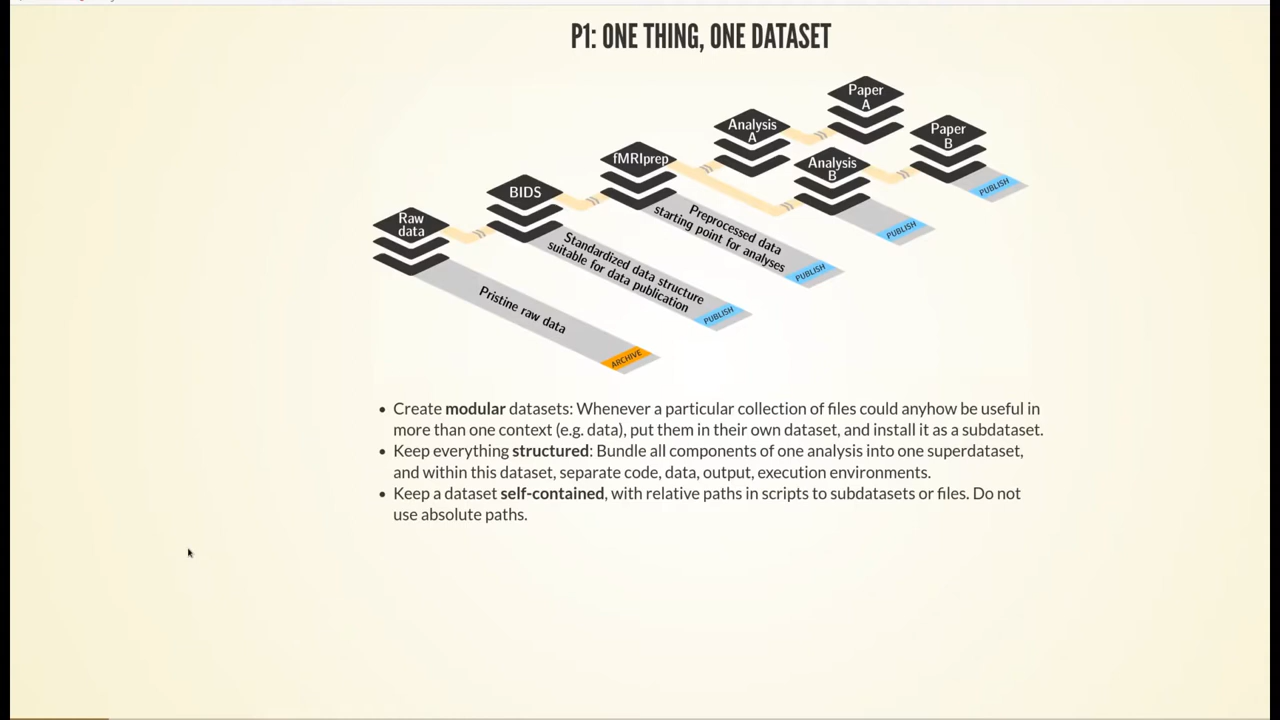 P1: ONE THING, ONE DATASET
Paper
A
Analysis
A
Paper
B
fMRIprep
Analysis
B
BIDS
Raw
data
PUBLISH
PUBLISH
Preprocessed data
starting point for analyses
PUBLISH
Standardized data structure
suitable for data publication
PUBLISH
Pristine raw data
ARCHIVE
• Create modular datasets: Whenever a particular collection of files could anyhow be useful in
more than one context (e.g. data), put them in their own dataset, and install it as a subdataset.
• Keep everything structured: Bundle all components of one analysis into one superdataset,
and within this dataset, separate code, data, output, execution environments.
• Keep a dataset self-contained, with relative paths in scripts to subdatasets or files. Do not
use absolute paths.